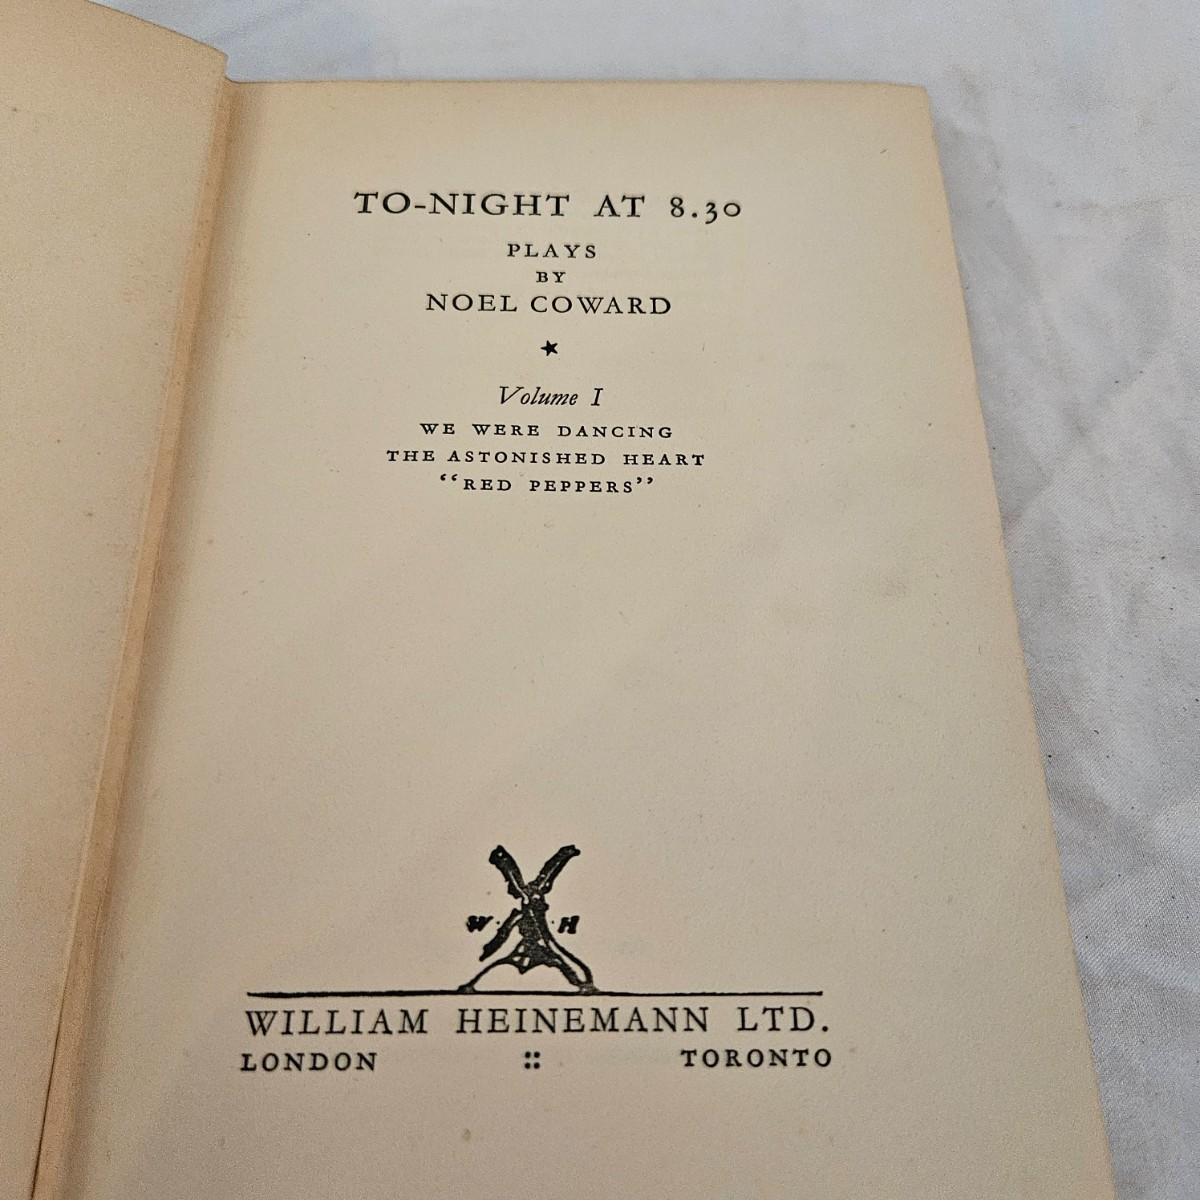 TO-NIGHT AT 8.30
PLAYS
BY
NOEL COWARD
Volume I
WE WERE DANCING
THE ASTONISHED HEART
“RED PEPPERS”
W · H
WILLIAM HEINEMANN LTD.
LONDON :: TORONTO